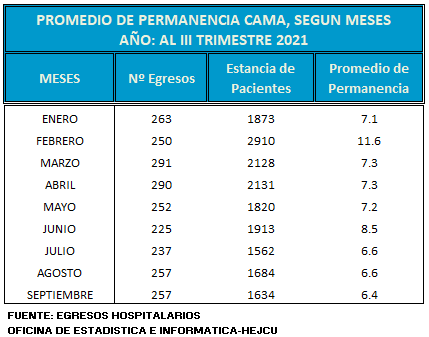 PROMEDIO DE PERMANENCIA CAMA, SEGUN MESES
AÑO: AL III TRIMESTRE 2021
MESES Nº Egresos Estancia de Pacientes Promedio de Permanencia
ENERO 263 1873 7.1
FEBRERO 250 2910 11.6
MARZO 291 2128 7.3
ABRIL 290 2131 7.3
MAYO 252 1820 7.2
JUNIO 225 1913 8.5
JULIO 237 1562 6.6
AGOSTO 257 1684 6.6
SEPTIEMBRE 257 1634 6.4
FUENTE: EGRESOS HOSPITALARIOS
OFICINA DE ESTADISTICA E INFORMATICA-HEJCU